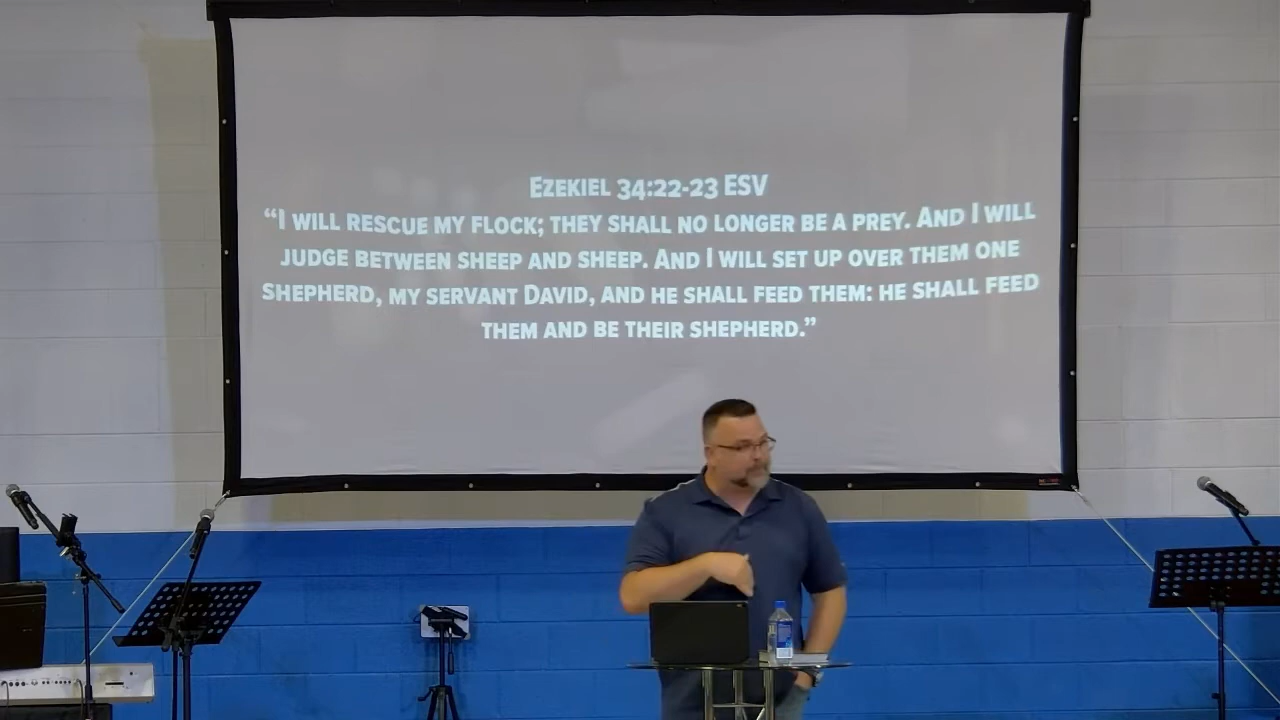 Ezekiel 34:22-23 ESV
“I will rescue my flock; they shall no longer be a prey. And I will
judge between sheep and sheep. And I will set up over them one
shepherd, my servant David, and he shall feed them: he shall feed
them and be their shepherd.”